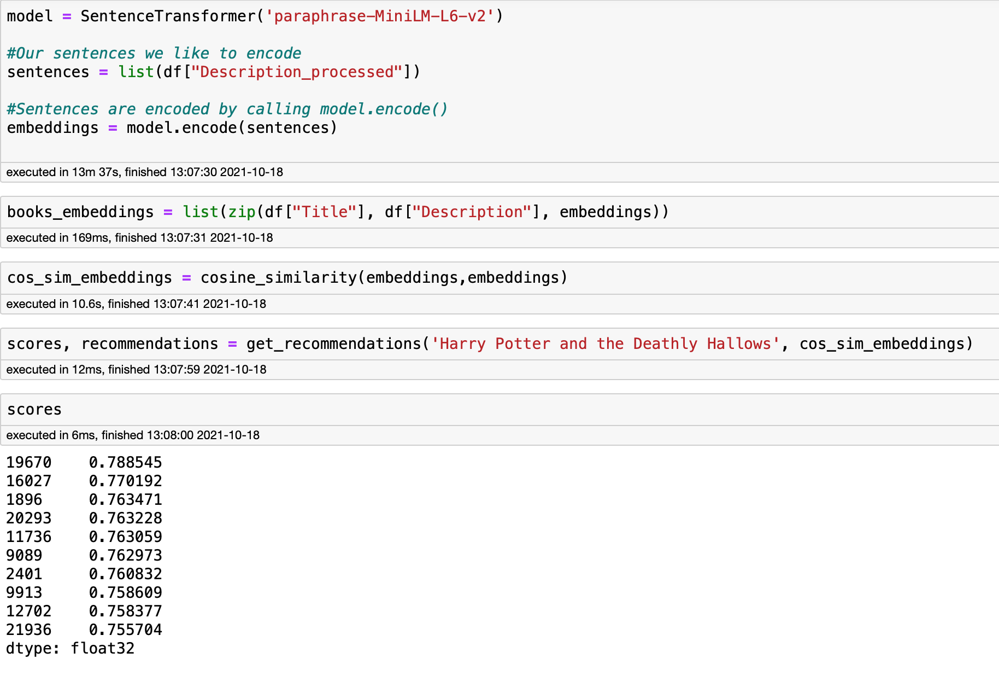 model = SentenceTransformer('paraphrase-MiniLM-L6-v2')
#Our sentences we like to encode
sentences = list(df["Description_processed"])
#Sentences are encoded by calling model.encode()
embeddings = model.encode(sentences)
executed in 13m 37s, finished 13:07:30 2021-10-18
books_embeddings = list(zip(df["Title"], df["Description"], embeddings))
executed in 169ms, finished 13:07:31 2021-10-18
cos_sim_embeddings = cosine_similarity(embeddings,embeddings)
executed in 10.6s, finished 13:07:41 2021-10-18
scores, recommendations = get_recommendations('Harry Potter and the Deathly Hallows', cos_sim_embeddings)
executed in 12ms, finished 13:07:59 2021-10-18
scores
executed in 6ms, finished 13:08:00 2021-10-18
19670    0.788545
16027    0.770192
1896     0.763471
20293    0.763228
11736    0.763059
9089     0.762973
2401     0.760832
9913     0.758609
12702    0.758377
21936    0.755704
dtype: float32